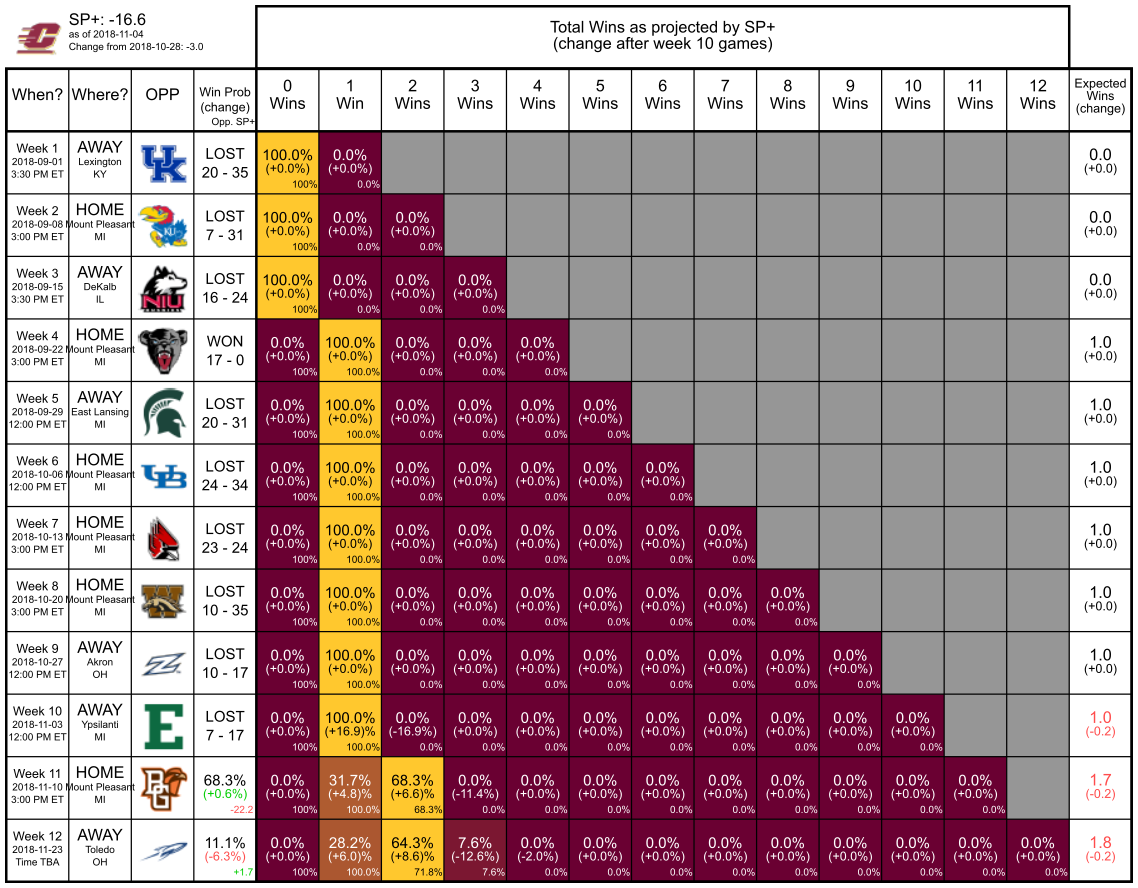 SP+: -16.6
as of 2018-11-04
Change from 2018-10-28: -3.0
Total Wins as projected by SP+
(change after week 10 games)
When? Where? OPP Win Prob (change) Opp. SP+ 0 Wins 1 Win 2 Wins 3 Wins 4 Wins 5 Wins 6 Wins 7 Wins 8 Wins 9 Wins 10 Wins 11 Wins 12 Wins Expected Wins (change)
Week 1 AWAY LOST 100.0% 0.0% 0.0
2018-09-01 Lexington UK 20 - 35 (+0.0%) (+0.0%) (+0.0)
3:30 PM ET KY 100% 0.0%
Week 2 HOME LOST 100.0% 0.0% 0.0% 0.0
2018-09-08 Mount Pleasant KU 7 - 31 (+0.0%) (+0.0%) (+0.0%) (+0.0)
3:00 PM ET MI 100% 0.0% 0.0%
Week 3 AWAY LOST 100.0% 0.0% 0.0% 0.0% 0.0
2018-09-15 DeKalb NIU 16 - 24 (+0.0%) (+0.0%) (+0.0%) (+0.0%) (+0.0)
3:30 PM ET IL 100% 0.0% 0.0% 0.0%
Week 4 HOME WON 0.0% 100.0% 0.0% 0.0% 0.0% 1.0
2018-09-22 Mount Pleasant 17 - 0 (+0.0%) (+0.0%) (+0.0%) (+0.0%) (+0.0%) (+0.0)
3:00 PM ET MI 100% 100.0% 0.0% 0.0% 0.0%
Week 5 AWAY LOST 0.0% 100.0% 0.0% 0.0% 0.0% 0.0% 1.0
2018-09-29 East Lansing 20 - 31 (+0.0%) (+0.0%) (+0.0%) (+0.0%) (+0.0%) (+0.0%) (+0.0)
12:00 PM ET MI 100% 100.0% 0.0% 0.0% 0.0% 0.0%
Week 6 HOME LOST 0.0% 100.0% 0.0% 0.0% 0.0% 0.0% 0.0% 1.0
2018-10-06 Mount Pleasant UB 24 - 34 (+0.0%) (+0.0%) (+0.0%) (+0.0%) (+0.0%) (+0.0%) (+0.0%) (+0.0)
12:00 PM ET MI 100% 100.0% 0.0% 0.0% 0.0% 0.0% 0.0%
Week 7 HOME LOST 0.0% 100.0% 0.0% 0.0% 0.0% 0.0% 0.0% 0.0% 1.0
2018-10-13 Mount Pleasant 23 - 24 (+0.0%) (+0.0%) (+0.0%) (+0.0%) (+0.0%) (+0.0%) (+0.0%) (+0.0%) (+0.0)
3:00 PM ET MI 100% 100.0% 0.0% 0.0% 0.0% 0.0% 0.0% 0.0%
Week 8 HOME LOST 0.0% 100.0% 0.0% 0.0% 0.0% 0.0% 0.0% 0.0% 0.0% 1.0
2018-10-20 Mount Pleasant W 10 - 35 (+0.0%) (+0.0%) (+0.0%) (+0.0%) (+0.0%) (+0.0%) (+0.0%) (+0.0%) (+0.0%) (+0.0)
3:00 PM ET MI 100% 100.0% 0.0% 0.0% 0.0% 0.0% 0.0% 0.0% 0.0%
Week 9 AWAY LOST 0.0% 100.0% 0.0% 0.0% 0.0% 0.0% 0.0% 0.0% 0.0% 0.0% 1.0
2018-10-27 Akron 10 - 17 (+0.0%) (+0.0%) (+0.0%) (+0.0%) (+0.0%) (+0.0%) (+0.0%) (+0.0%) (+0.0%) (+0.0%) (+0.0)
12:00 PM ET OH 100% 100.0% 0.0% 0.0% 0.0% 0.0% 0.0% 0.0% 0.0% 0.0%
Week 10 AWAY LOST 0.0% 100.0% 0.0% 0.0% 0.0% 0.0% 0.0% 0.0% 0.0% 0.0% 0.0% 1.0
2018-11-03 Ypsilanti E 7 - 17 (+0.0%) (+16.9)% (-16.9%) (+0.0%) (+0.0%) (+0.0%) (+0.0%) (+0.0%) (+0.0%) (+0.0%) (+0.0%) (-0.2)
12:00 PM ET MI 100% 100.0% 0.0% 0.0% 0.0% 0.0% 0.0% 0.0% 0.0% 0.0% 0.0%
Week 11 HOME 68.3% 0.0% 31.7% 68.3% 0.0% 0.0% 0.0% 0.0% 0.0% 0.0% 0.0% 0.0% 0.0% 1.7
2018-11-10 Mount Pleasant BG (+0.6%) (+0.0%) (+4.8)% (+6.6)% (-11.4%) (+0.0%) (+0.0%) (+0.0%) (+0.0%) (+0.0%) (+0.0%) (+0.0%) (+0.0%) (-0.2)
3:00 PM ET MI -22.2 100% 100.0% 68.3% 0.0% 0.0% 0.0% 0.0% 0.0% 0.0% 0.0% 0.0% 0.0%
Week 12 AWAY 11.1% 0.0% 28.2% 64.3% 7.6% 0.0% 0.0% 0.0% 0.0% 0.0% 0.0% 0.0% 0.0% 0.0% 1.8
2018-11-23 Toledo (-6.3%) (+0.0%) (+6.0)% (+8.6)% (-12.6%) (-2.0%) (+0.0%) (+0.0%) (+0.0%) (+0.0%) (+0.0%) (+0.0%) (+0.0%) (+0.0%) (-0.2)
Time TBA OH +1.7 100% 100.0% 71.8% 7.6% 0.0% 0.0% 0.0% 0.0% 0.0% 0.0% 0.0% 0.0% 0.0%